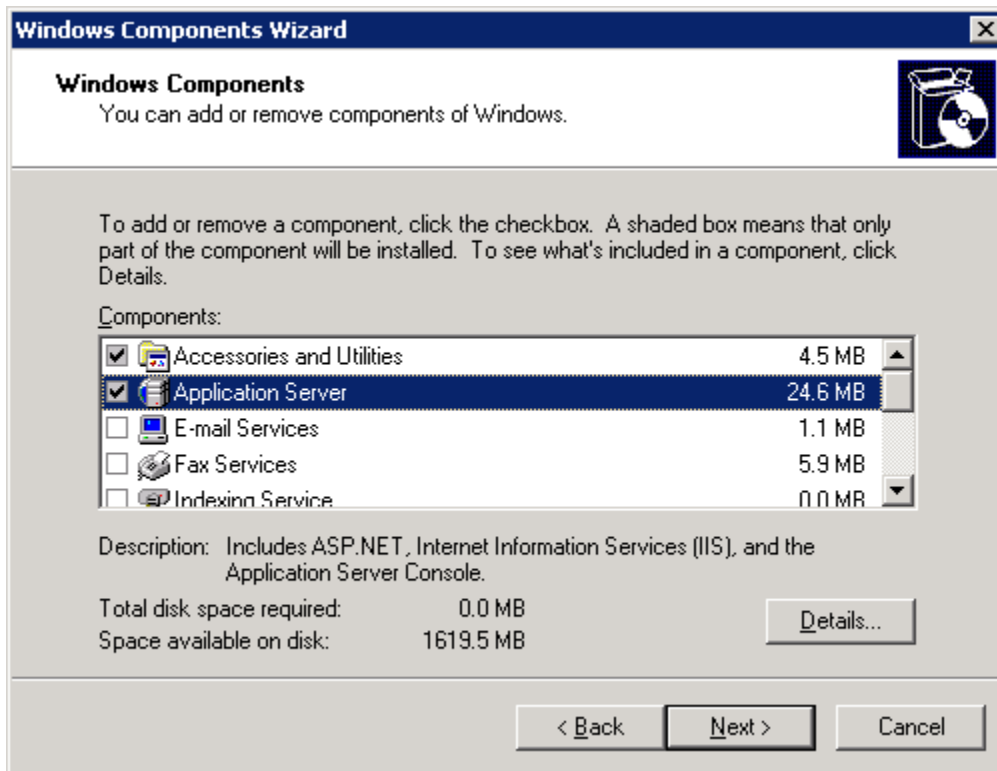 Windows Components Wizard
Windows Components
You can add or remove components of Windows.
To add or remove a component, click the checkbox. A shaded box means that only
part of the component will be installed. To see what's included in a component, click
Details.
Components:
Accessories and Utilities 4.5 MB
Application Server 24.6 MB
E-mail Services 1.1 MB
Fax Services 5.9 MB
Indexing Service 0.0 MB
Description: Includes ASP.NET, Internet Information Services (IIS), and the
Application Server Console.
Total disk space required: 0.0 MB
Space available on disk: 1619.5 MB
Details...
< Back Next > Cancel